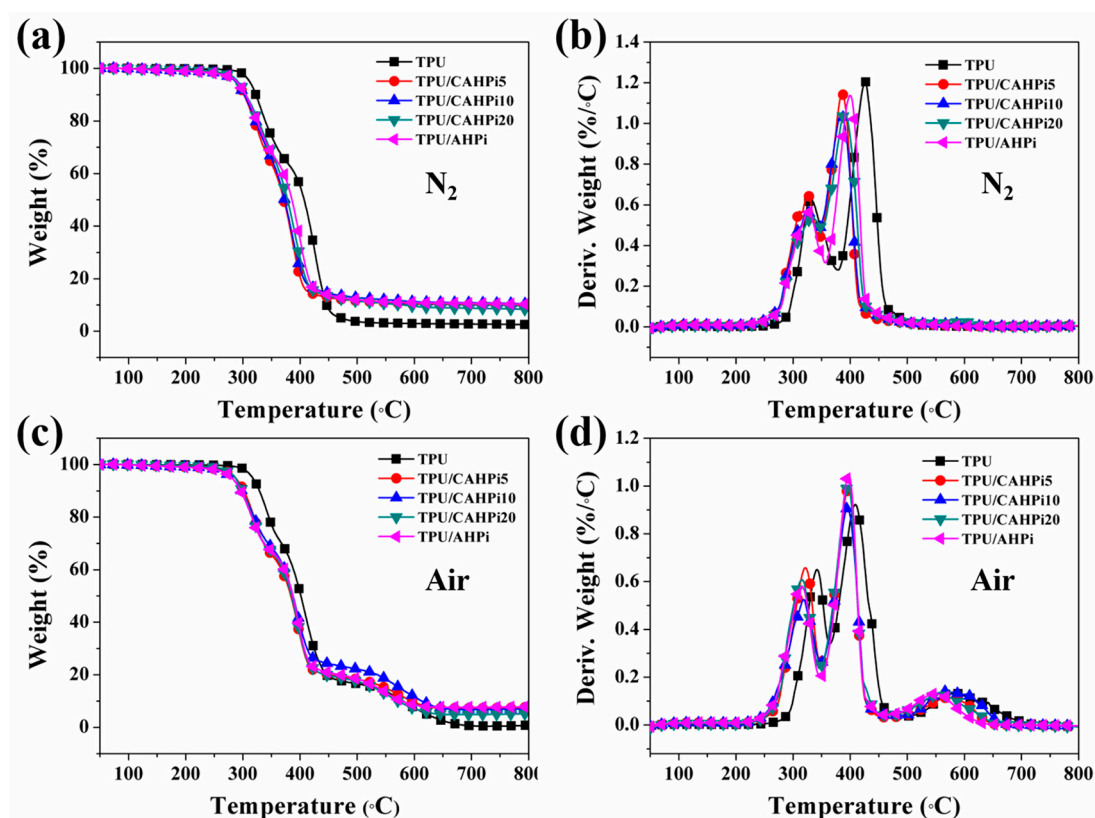 (a)
100
80
60
40
20
0
Weight (%)
TPU
TPU/CAHPi5
TPU/CAHPi10
TPU/CAHPi20
TPU/AHPi
N2
100 200 300 400 500 600 700 800
Temperature (◦C)
(b)
1.4
1.2
1.0
0.8
0.6
0.4
0.2
0.0
Deriv. Weight (%/◦C)
TPU
TPU/CAHPi5
TPU/CAHPi10
TPU/CAHPi20
TPU/AHPi
N2
100 200 300 400 500 600 700 800
Temperature (◦C)
(c)
100
80
60
40
20
0
Weight (%)
TPU
TPU/CAHPi5
TPU/CAHPi10
TPU/CAHPi20
TPU/AHPi
Air
100 200 300 400 500 600 700 800
Temperature (◦C)
(d)
1.2
1.0
0.8
0.6
0.4
0.2
0.0
Deriv. Weight (%/◦C)
TPU
TPU/CAHPi5
TPU/CAHPi10
TPU/CAHPi20
TPU/AHPi
Air
100 200 300 400 500 600 700 800
Temperature (◦C)